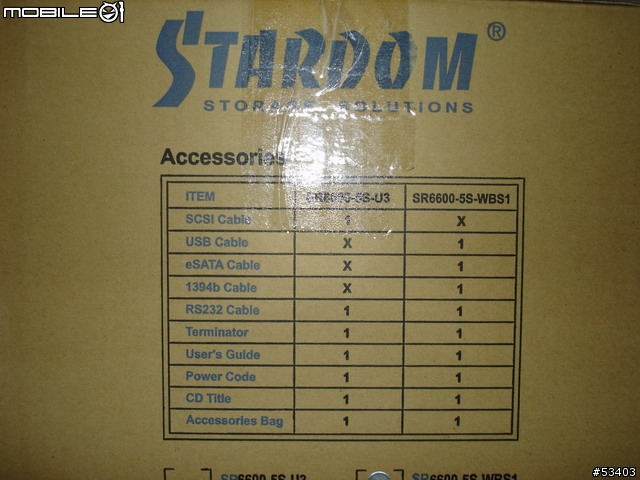 MOBILE01
STARDOM®
STORAGE SOLUTIONS
Accessories
ITEM SR6600-5S-U3 SR6600-5S-WBS1
SCSI Cable 1 X
USB Cable X 1
eSATA Cable X 1
1394b Cable X 1
RS232 Cable 1 1
Terminator 1 1
User's Guide 1 1
Power Code 1 1
CD Title 1 1
Accessories Bag 1 1
SR6600-5S-U3 SR6600-5S-WBS1
#53403